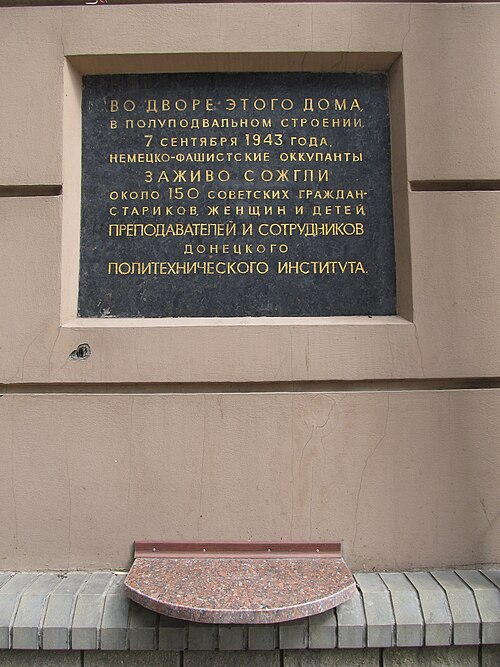 ВО ДВОРЕ ЭТОГО ДОМА,
В ПОЛУПОДВАЛЬНОМ СТРОЕНИИ,
7 СЕНТЯБРЯ 1943 ГОДА,
НЕМЕЦКО-ФАШИСТСКИЕ ОККУПАНТЫ
ЗАЖИВО СОЖГЛИ
ОКОЛО 150 СОВЕТСКИХ ГРАЖДАН-
СТАРИКОВ, ЖЕНЩИН И ДЕТЕЙ,
ПРЕПОДАВАТЕЛЕЙ И СОТРУДНИКОВ
ДОНЕЦКОГО
ПОЛИТЕХНИЧЕСКОГО ИНСТИТУТА.